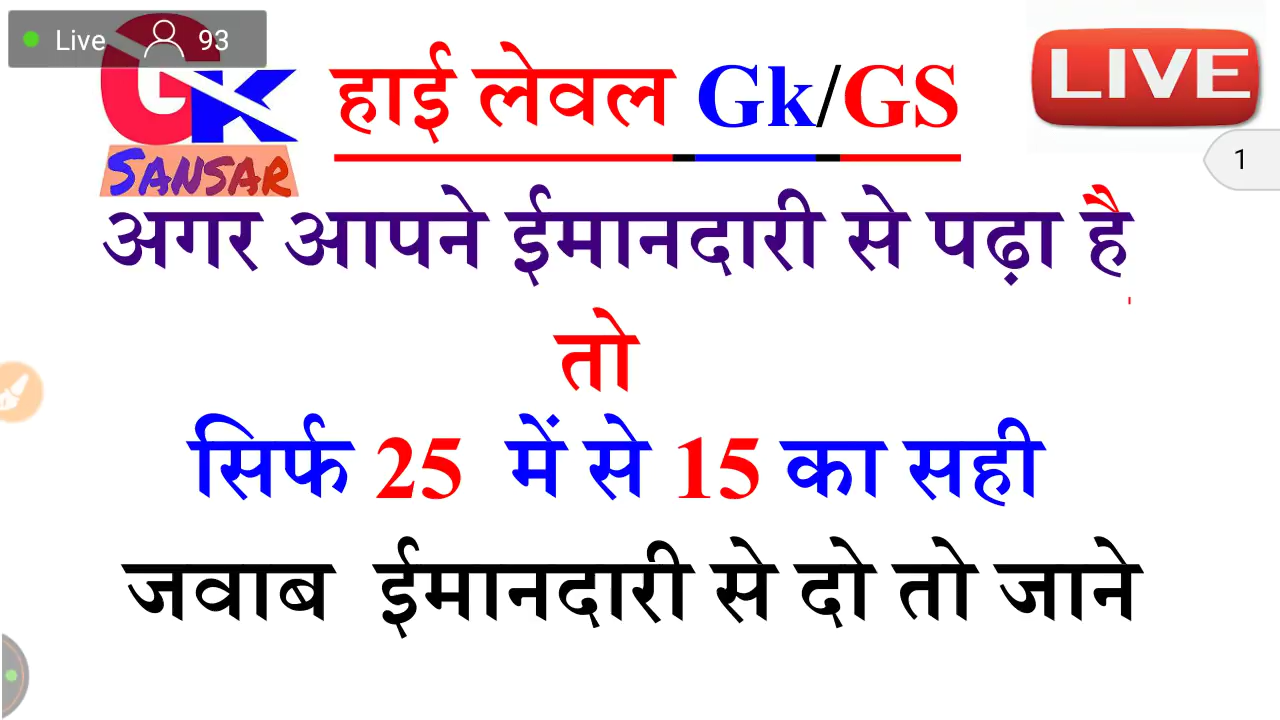 Live 93
GK
SANSAR
हाई लेवल Gk/GS
LIVE
1
अगर आपने ईमानदारी से पढ़ा है
तो
सिर्फ 25 में से 15 का सही
जवाब ईमानदारी से दो तो जाने